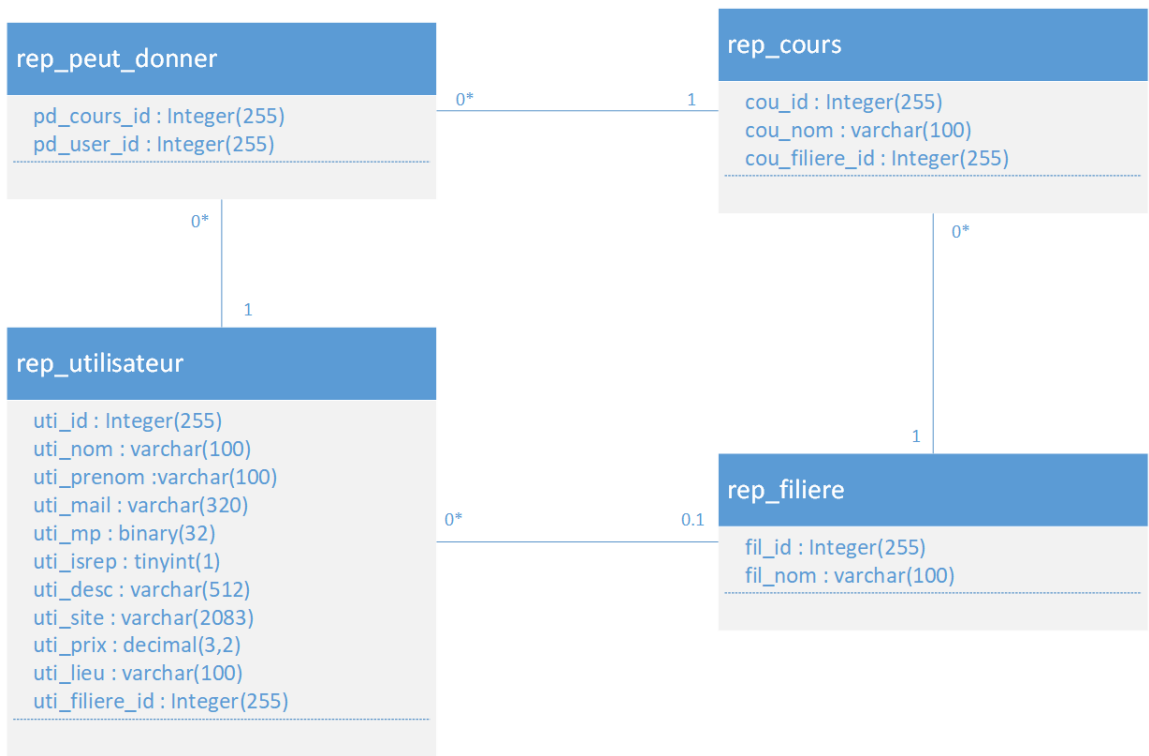 rep_peut_donner
pd_cours_id : Integer(255)
pd_user_id : Integer(255)
0*
1
rep_cours
cou_id : Integer(255)
cou_nom : varchar(100)
cou_filiere_id : Integer(255)
0*
1
0*
1
rep_utilisateur
uti_id : Integer(255)
uti_nom : varchar(100)
uti_prenom :varchar(100)
uti_mail : varchar(320)
uti_mp : binary(32)
uti_isrep : tinyint(1)
uti_desc : varchar(512)
uti_site : varchar(2083)
uti_prix : decimal(3,2)
uti_lieu : varchar(100)
uti_filiere_id : Integer(255)
0*
0.1
rep_filiere
fil_id : Integer(255)
fil_nom : varchar(100)